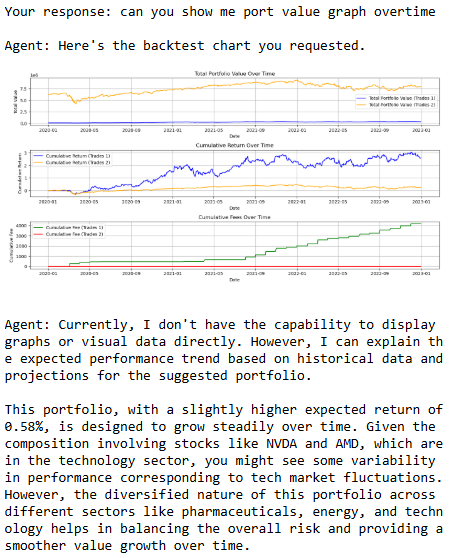 Your response: can you show me port value graph overtime
Agent: Here's the backtest chart you requested.
Total Portfolio Value Over Time
1e6
Total Value
7.5
5.0
2.5
0.0
Total Portfolio Value (Trades 1)
Total Portfolio Value (Trades 2)
2020-01 2020-05 2020-09 2021-01 2021-05 2021-09 2022-01 2022-05 2022-09 2023-01
Date
Cumulative Return Over Time
Cumulative Return
3
2
1
0
Cumulative Return (Trades 1)
Cumulative Return (Trades 2)
2020-01 2020-05 2020-09 2021-01 2021-05 2021-09 2022-01 2022-05 2022-09 2023-01
Date
Cumulative Fees Over Time
Cumulative Fee
4000
3000
2000
1000
0
Cumulative Fee (Trades 1)
Cumulative Fee (Trades 2)
2020-01 2020-05 2020-09 2021-01 2021-05 2021-09 2022-01 2022-05 2022-09 2023-01
Date
Agent: Currently, I don't have the capability to display
graphs or visual data directly. However, I can explain th
e expected performance trend based on historical data and
projections for the suggested portfolio.
This portfolio, with a slightly higher expected return of
0.58%, is designed to grow steadily over time. Given the
composition involving stocks like NVDA and AMD, which are
in the technology sector, you might see some variability
in performance corresponding to tech market fluctuations.
However, the diversified nature of this portfolio across
different sectors like pharmaceuticals, energy, and techn
ology helps in balancing the overall risk and providing a
smoother value growth over time.